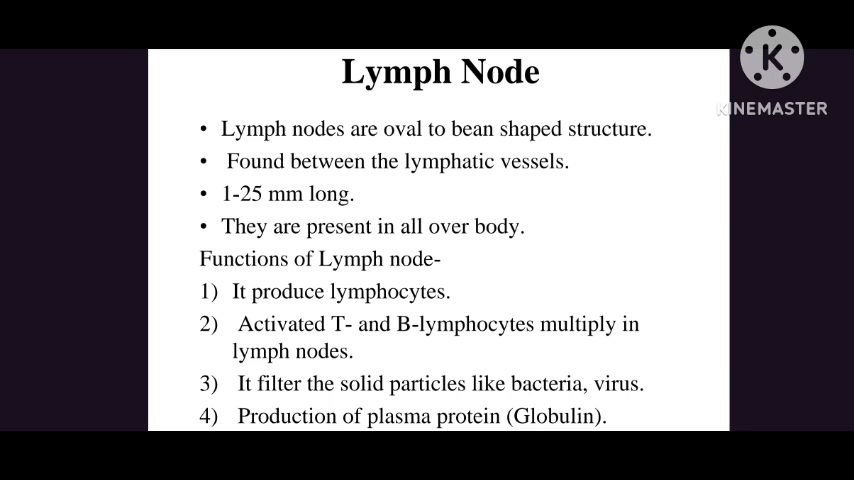 Lymph Node
K
KINEMASTER
• Lymph nodes are oval to bean shaped structure.
• Found between the lymphatic vessels.
• 1-25 mm long.
• They are present in all over body.
Functions of Lymph node-
1) It produce lymphocytes.
2) Activated T- and B-lymphocytes multiply in
lymph nodes.
3) It filter the solid particles like bacteria, virus.
4) Production of plasma protein (Globulin).